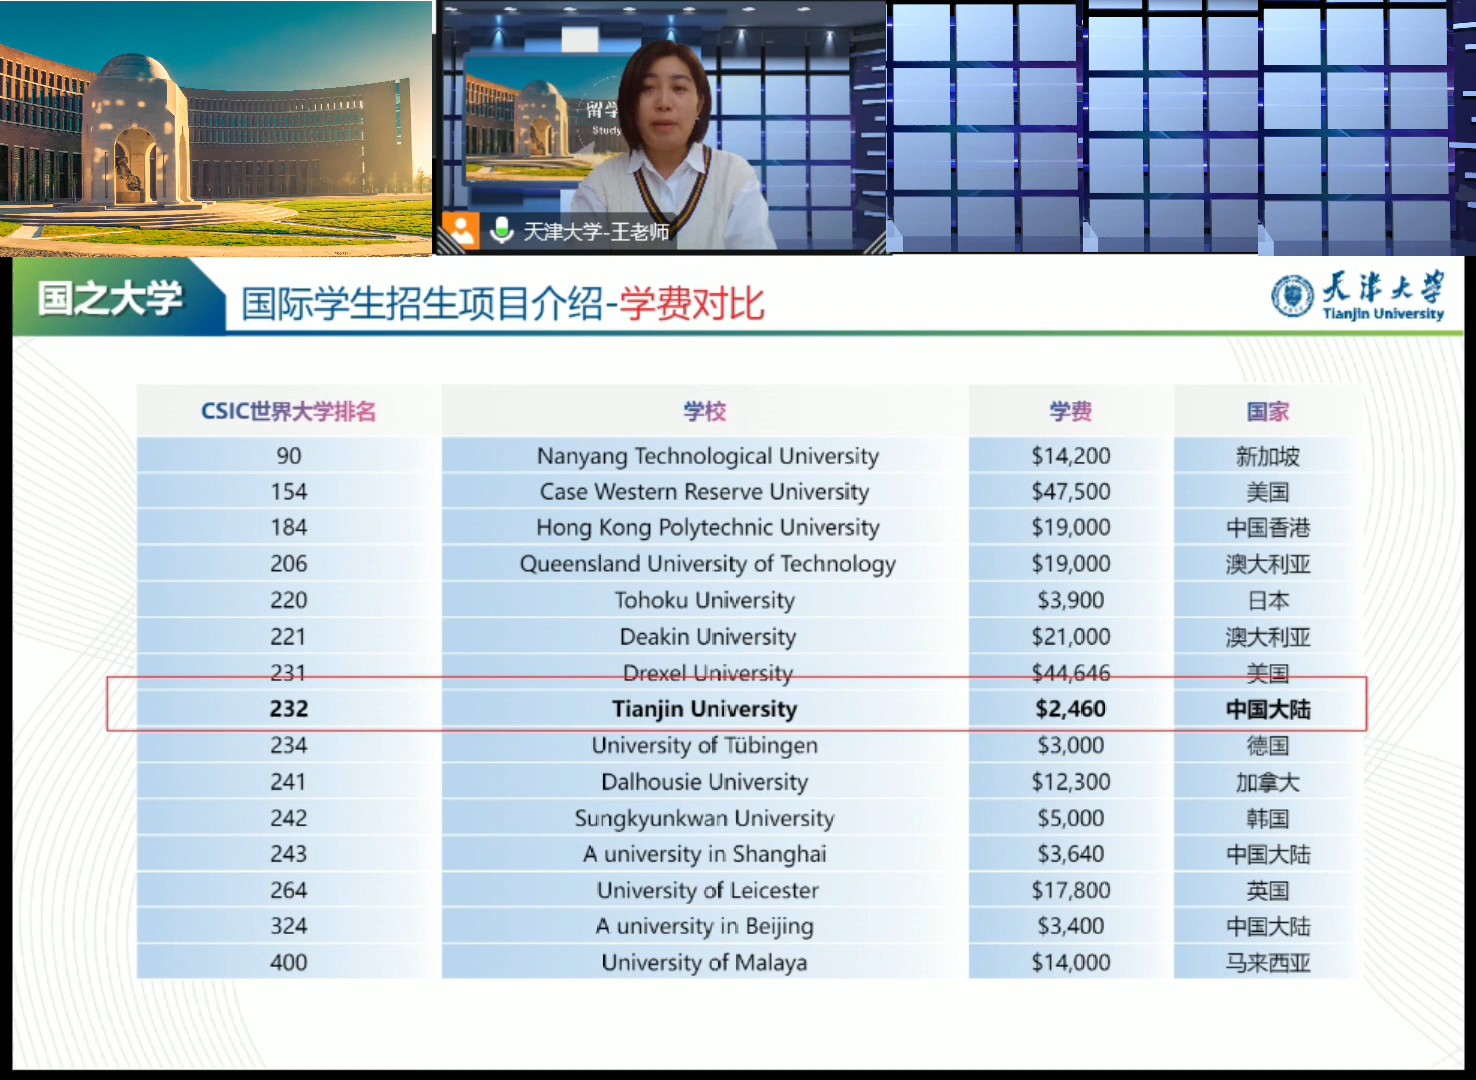 留学
Study
天津大学-王老师
国之大学
国际学生招生项目介绍-学费对比
天津大学
Tianjin University
CSIC世界大学排名 学校 学费 国家
90 Nanyang Technological University $14,200 新加坡
154 Case Western Reserve University $47,500 美国
184 Hong Kong Polytechnic University $19,000 中国香港
206 Queensland University of Technology $19,000 澳大利亚
220 Tohoku University $3,900 日本
221 Deakin University $21,000 澳大利亚
231 Drexel University $44,646 美国
232 Tianjin University $2,460 中国大陆
234 University of Tübingen $3,000 德国
241 Dalhousie University $12,300 加拿大
242 Sungkyunkwan University $5,000 韩国
243 A university in Shanghai $3,640 中国大陆
264 University of Leicester $17,800 英国
324 A university in Beijing $3,400 中国大陆
400 University of Malaya $14,000 马来西亚